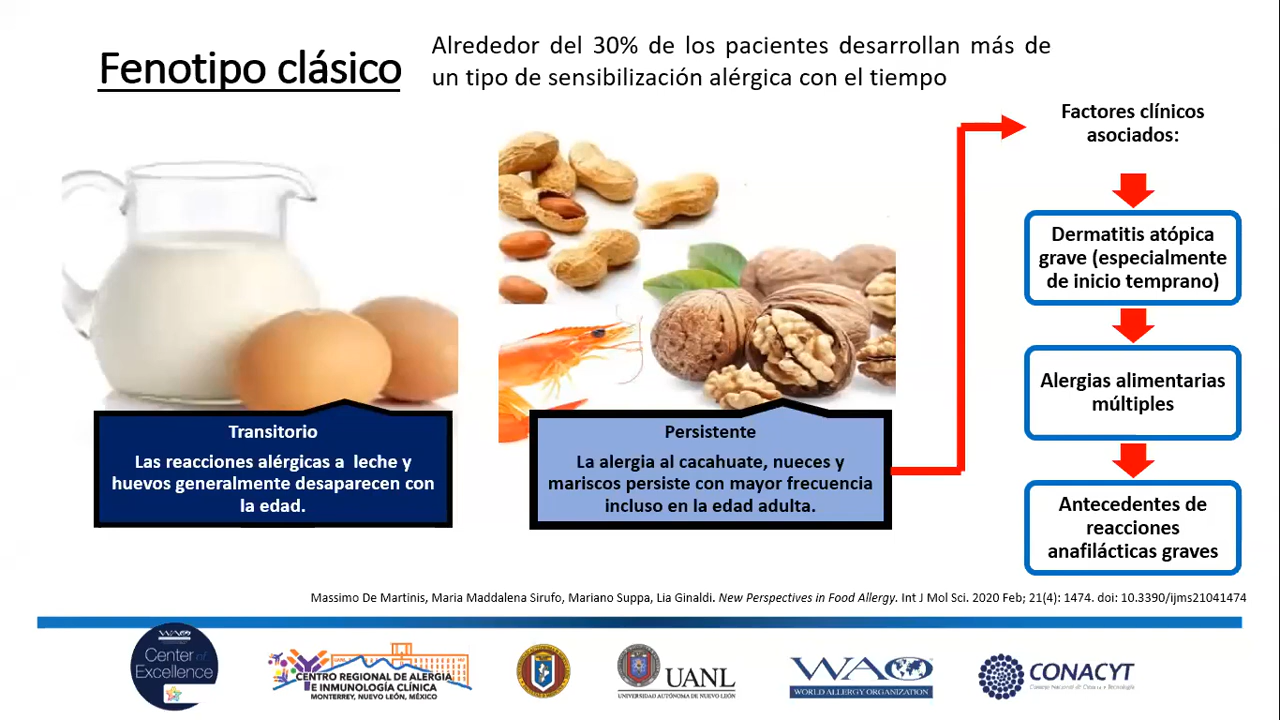 Fenotipo clásico
Alrededor del 30% de los pacientes desarrollan más de
un tipo de sensibilización alérgica con el tiempo
Transitorio
Las reacciones alérgicas a leche y
huevos generalmente desaparecen con
la edad.
Persistente
La alergia al cacahuate, nueces y
mariscos persiste con mayor frecuencia
incluso en la edad adulta.
Factores clínicos
asociados:
Dermatitis atópica
grave (especialmente
de inicio temprano)
Alergias alimentarias
múltiples
Antecedentes de
reacciones
anafilácticas graves
Massimo De Martinis, Maria Maddalena Sirufo, Mariano Suppa, Lia Ginaldi. New Perspectives in Food Allergy. Int J Mol Sci. 2020 Feb; 21(4): 1474. doi: 10.3390/ijms21041474
WAO
Center of
Excellence
CENTRO REGIONAL DE ALERGIA
E INMUNOLOGÍA CLÍNICA
MONTERREY, NUEVO LEÓN, MÉXICO
UANL
UNIVERSIDAD AUTÓNOMA DE NUEVO LEÓN
WAO
WORLD ALLERGY ORGANIZATION
CONACYT
Consejo Nacional de Ciencia y Tecnología